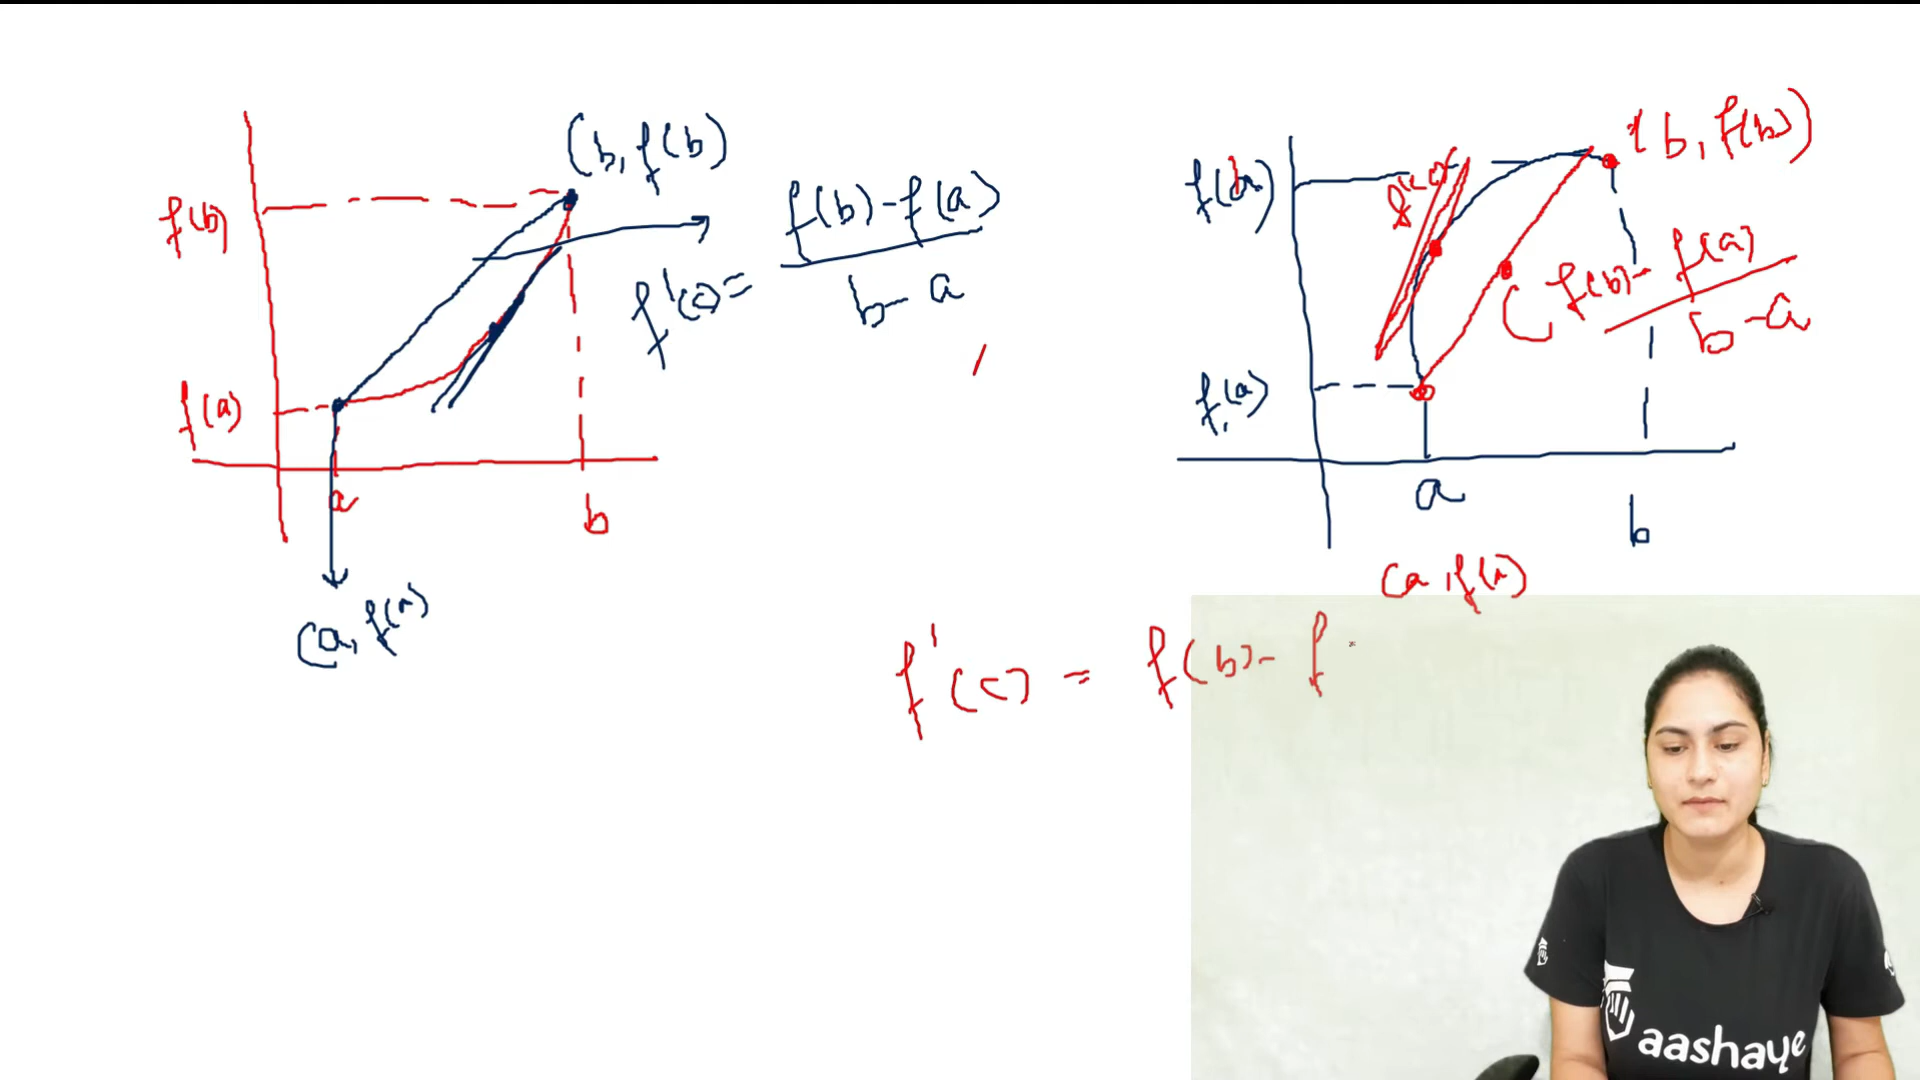 (b, f(b)
f(b)
f(b)-f(a)
b- a
f'(c) =
f(a)
a
b
(a, f(a)
(b, f(b))
f(b)
f'(c)
f(b)- f(a)
b-a
C
f(a)
a
b
(a, f(a)
f'(c) = f(b)- f
aashaye